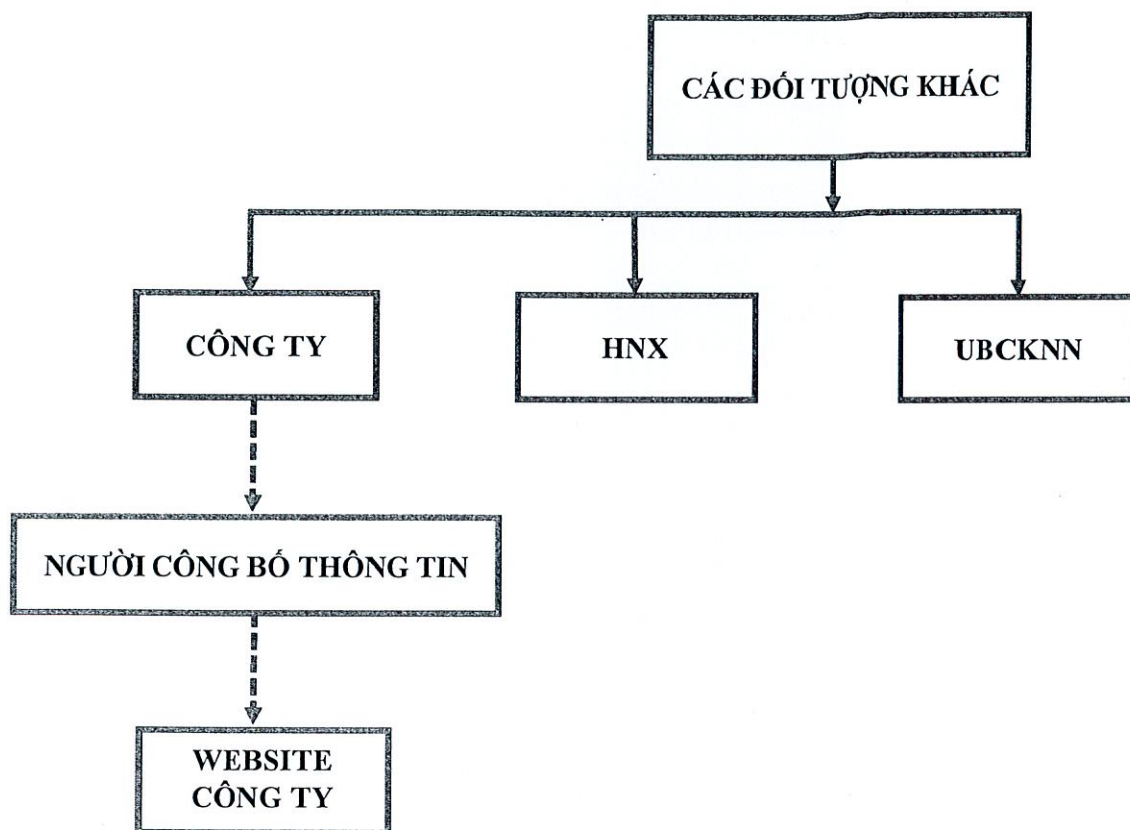 CÁC ĐỐI TƯỢNG KHÁC
CÔNG TY
HNX
UBCKNN
NGƯỜI CÔNG BỐ THÔNG TIN
WEBSITE
CÔNG TY